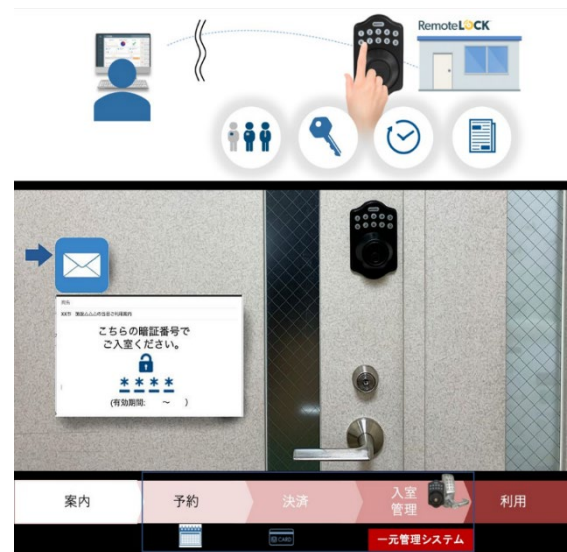 RemoteLOCK
こちらの暗証番号で
ご入室ください。
＊＊＊＊
(有効期間:　～　)
案内
予約
決済
入室
管理
利用
CARD
一元管理システム